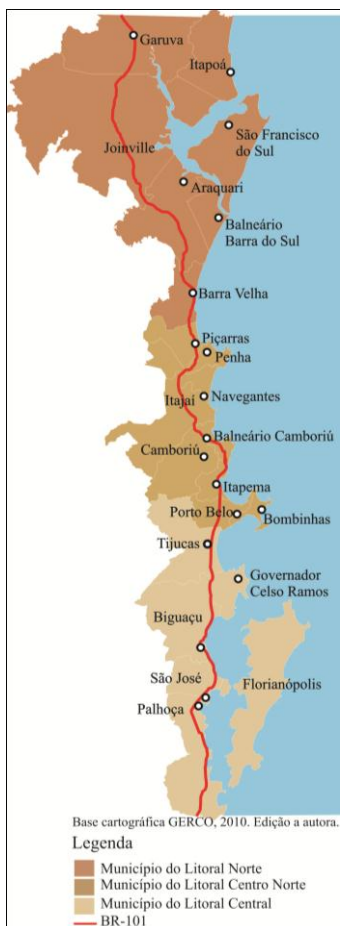 Garuva
Itapoá
São Francisco
do Sul
Joinville
Araquari
Balneário
Barra do Sul
Barra Velha
Piçarras
Penha
Navegantes
Itajaí
Balneário Camboriú
Camboriú
Itapema
Porto Belo
Bombinhas
Tijucas
Governador
Celso Ramos
Biguaçu
São José
Florianópolis
Palhoça
Base cartográfica GERCO, 2010. Edição a autora.
Legenda
Município do Litoral Norte
Município do Litoral Centro Norte
Município do Litoral Central
BR-101